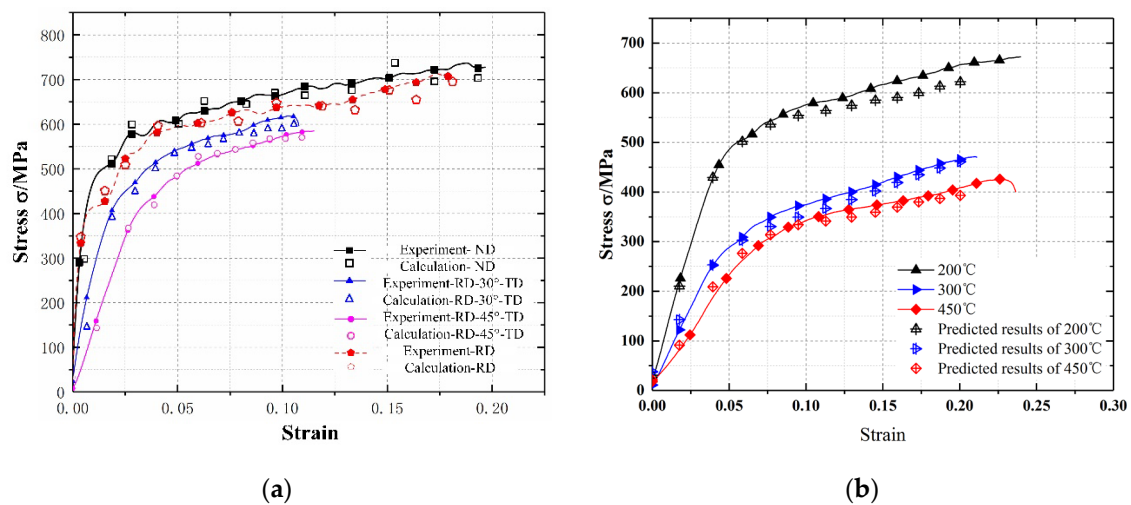 800
700
600
500
400
300
200
100
0
Stress σ/MPa
0. 00
0. 05
0. 10
0. 15
0. 20
Strain
Experiment- ND
Calculation- ND
Experiment-RD-30°-TD
Calculation-RD-30°-TD
Experiment-RD-45°-TD
Calculation-RD-45°-TD
Experiment-RD
Calculation-RD
(a)
700
600
500
400
300
200
100
0
Stress σ/MPa
0.00
0.05
0.10
0.15
0.20
0.25
0.30
Strain
200℃
300℃
450℃
Predicted results of 200℃
Predicted results of 300℃
Predicted results of 450℃
(b)